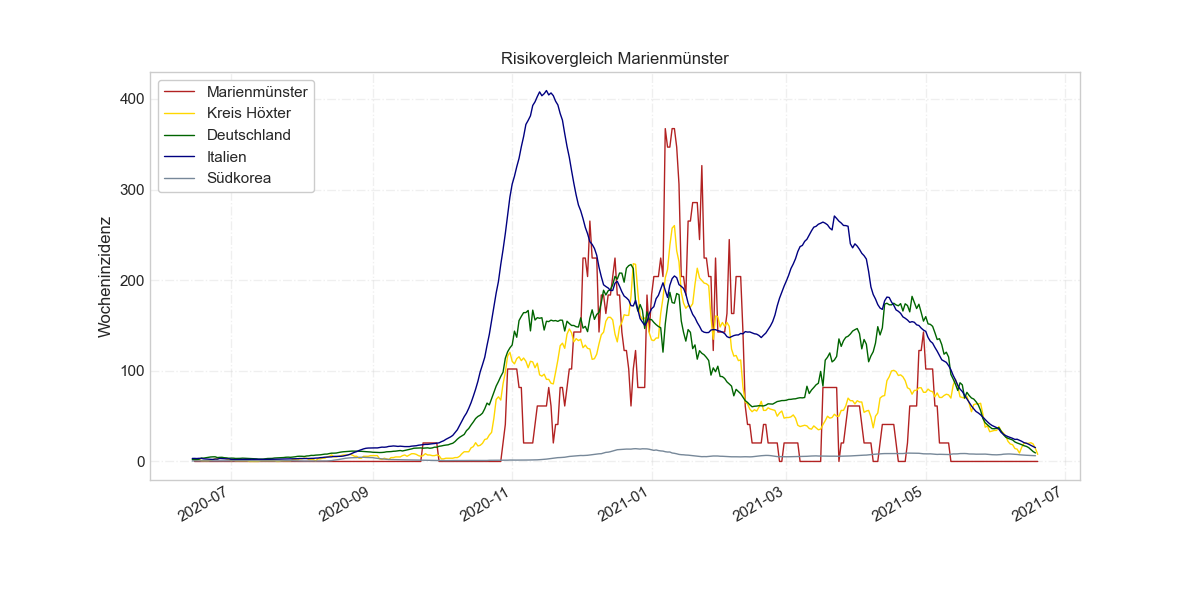 Risikovergleich Marienmünster
Marienmünster
Kreis Höxter
Deutschland
Italien
Südkorea
Wocheninzidenz
400
300
200
100
0
2020-07
2020-09
2020-11
2021-01
2021-03
2021-05
2021-07